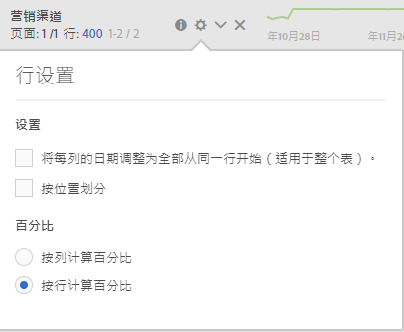 营销渠道
页面: 1 /1 行: 400 1-2 / 2
年10月28日 年11月26
行设置
设置
将每列的日期调整为全部从同一行开始（适用于整个表）。
按位置划分
百分比
按列计算百分比
按行计算百分比